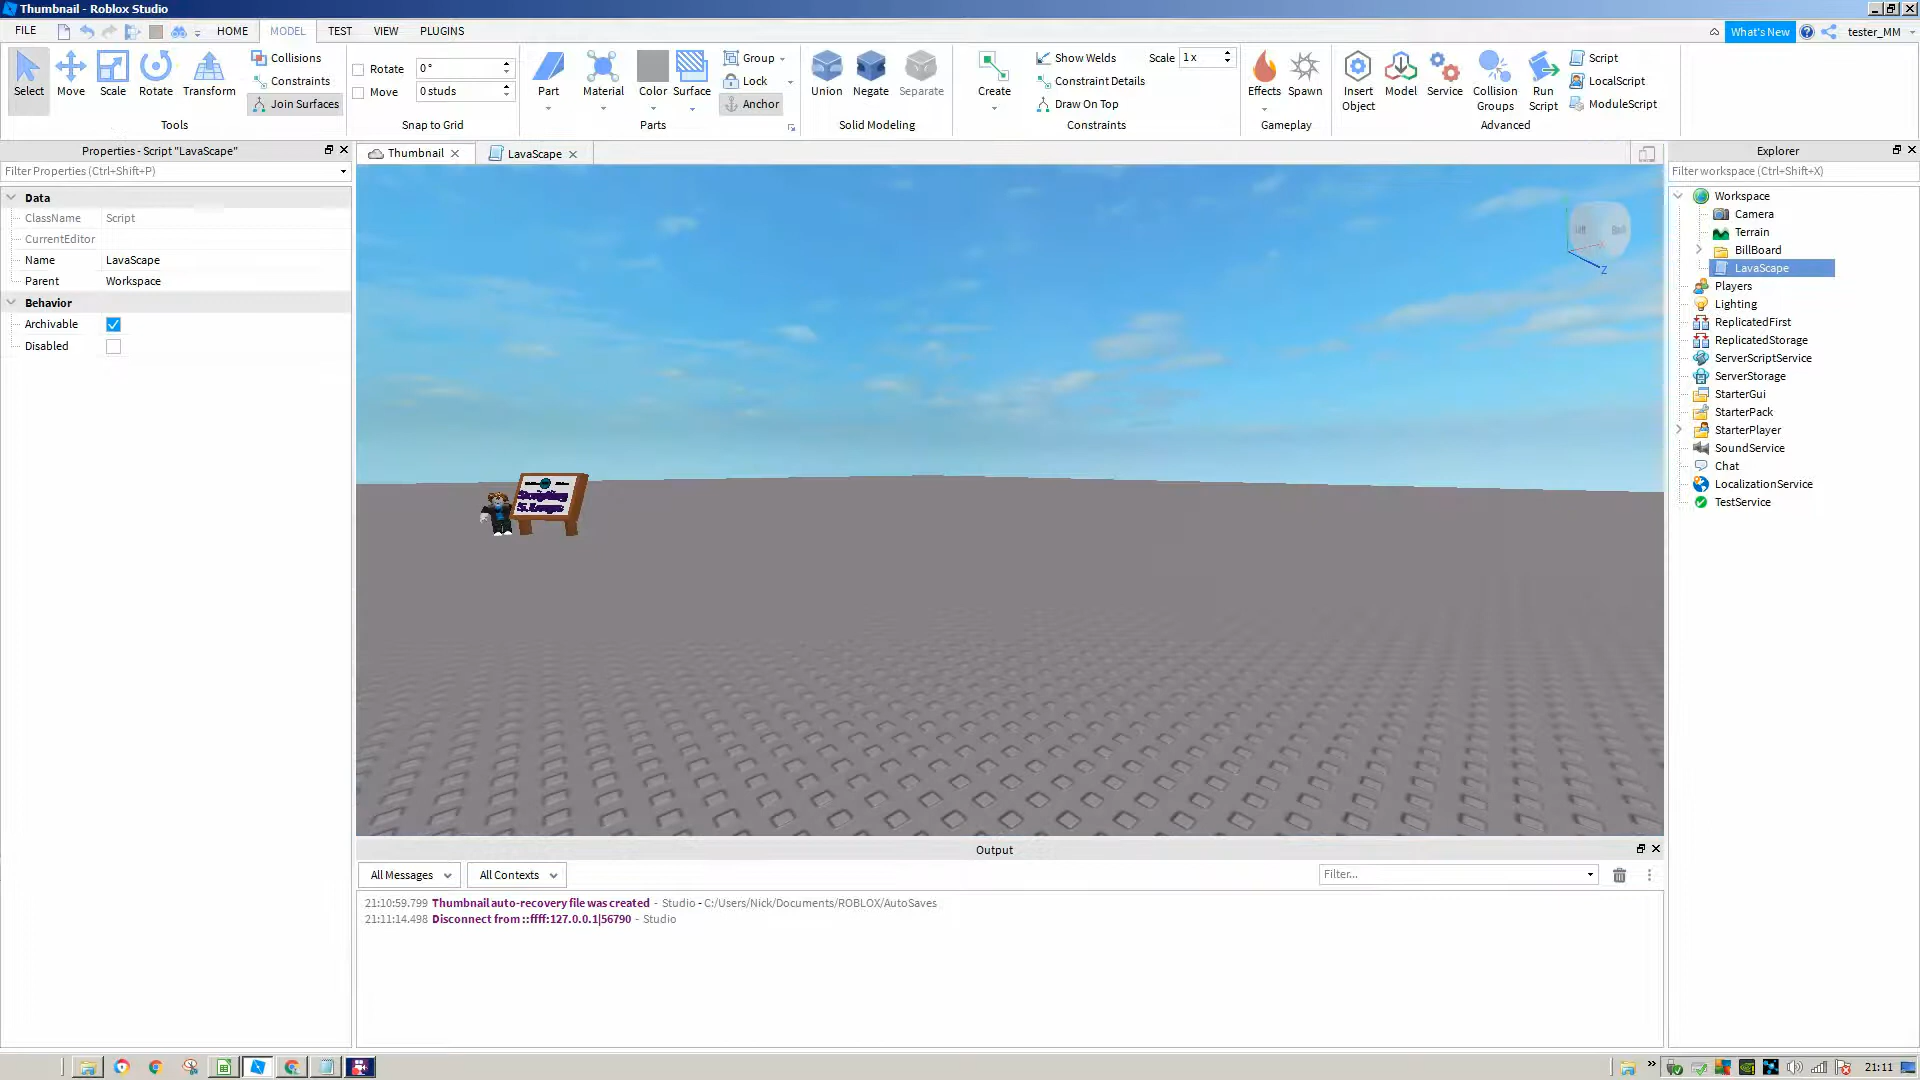 Thumbnail - Roblox Studio
FILE HOME MODEL TEST VIEW PLUGINS What's New tester_MM
Select Move Scale Rotate Transform
Collisions
Constraints
Join Surfaces
Tools
Rotate 0°
Move 0 studs
Snap to Grid
Part Material Color Surface
Group
Lock
Anchor
Parts
Union Negate Separate
Solid Modeling
Create
Show Welds
Constraint Details
Draw On Top
Scale 1 x
Constraints
Effects Spawn
Gameplay
Insert Object
Model
Service
Collision Groups
Run Script
Script
LocalScript
ModuleScript
Advanced
Properties - Script "LavaScape"
Filter Properties (Ctrl+Shift+P)
Data
ClassName Script
CurrentEditor
Name LavaScape
Parent Workspace
Behavior
Archivable
Disabled
Thumbnail LavaScape
Left Back
Z
Scripting
5. Loops
Explorer
Filter workspace (Ctrl+Shift+X)
Workspace
Camera
Terrain
BillBoard
LavaScape
Players
Lighting
ReplicatedFirst
ReplicatedStorage
ServerScriptService
ServerStorage
StarterGui
StarterPack
StarterPlayer
SoundService
Chat
LocalizationService
TestService
Output
All Messages All Contexts Filter...
21:10:59.799 Thumbnail auto-recovery file was created - Studio - C:/Users/Nick/Documents/ROBLOX/AutoSaves
21:11:14.498 Disconnect from ::ffff:127.0.0.1|56790 - Studio
21:11